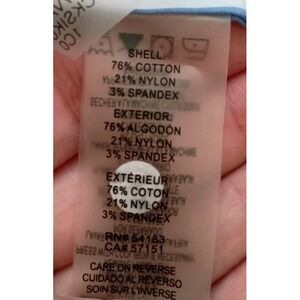 SHELL
76% COTTON
21% NYLON
3% SPANDEX
EXTERIOR:
76% ALGODON
21% NYLON
3% SPANDEX
EXTÉRIEUR
76% COTON
21% NYLON
3% SPANDEX
RN# 54163
CA# 57151
CARE ON REVERSE
CUIDADO AL REVERSO
SOIN SUR L'INVERSE